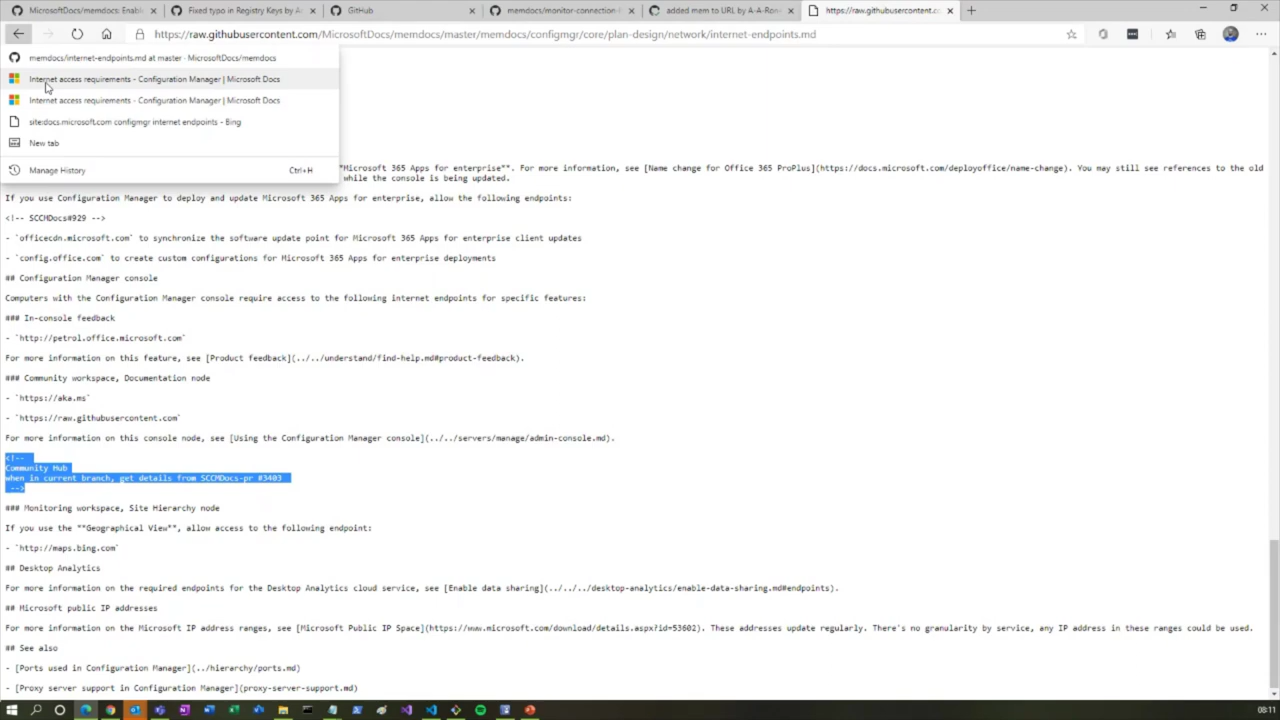 MicrosoftDocs/memdocs: Enabl
Fixed typo in Registry Keys by A
GitHub
memdocs/monitor-connection-
added mem to URL by A-A-Ron
https://raw.githubusercontent.co
https://raw.githubusercontent.com/MicrosoftDocs/memdocs/master/memdocs/configmgr/core/plan-design/network/internet-endpoints.md
memdocs/internet-endpoints.md at master · MicrosoftDocs/memdocs
Internet access requirements - Configuration Manager | Microsoft Docs
Internet access requirements - Configuration Manager | Microsoft Docs
site:docs.microsoft.com configmgr internet endpoints - Bing
New tab
Manage History Ctrl+H
"Microsoft 365 Apps for enterprise"**. For more information, see [Name change for Office 365 ProPlus](https://docs.microsoft.com/deployoffice/name-change). You may still see references to the old
while the console is being updated.
If you use Configuration Manager to deploy and update Microsoft 365 Apps for enterprise, allow the following endpoints:
<!-- SCCMDocs#929 -->
- `officecdn.microsoft.com` to synchronize the software update point for Microsoft 365 Apps for enterprise client updates
- `config.office.com` to create custom configurations for Microsoft 365 Apps for enterprise deployments
## Configuration Manager console
Computers with the Configuration Manager console require access to the following internet endpoints for specific features:
### In-console feedback
- `http://petrol.office.microsoft.com`
For more information on this feature, see [Product feedback](../../understand/find-help.md#product-feedback).
### Community workspace, Documentation node
- `https://aka.ms`
- `https://raw.githubusercontent.com`
For more information on this console node, see [Using the Configuration Manager console](../../servers/manage/admin-console.md).
<!--
Community Hub
when in current branch, get details from SCCMDocs-pr #3403
-->
### Monitoring workspace, Site Hierarchy node
If you use the **Geographical View**, allow access to the following endpoint:
- `http://maps.bing.com`
## Desktop Analytics
For more information on the required endpoints for the Desktop Analytics cloud service, see [Enable data sharing](../../../desktop-analytics/enable-data-sharing.md#endpoints).
## Microsoft public IP addresses
For more information on the Microsoft IP address ranges, see [Microsoft Public IP Space](https://www.microsoft.com/download/details.aspx?id=53602). These addresses update regularly. There's no granularity by service, any IP address in these ranges could be used.
## See also
- [Ports used in Configuration Manager](../hierarchy/ports.md)
- [Proxy server support in Configuration Manager](proxy-server-support.md)
08:11